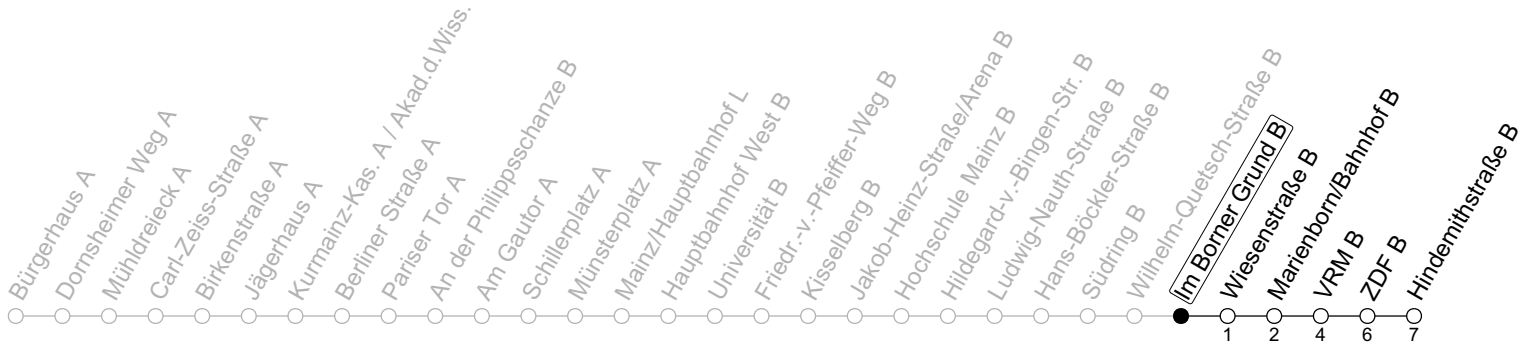 Bürgerhaus A
Dornsheimer Weg A
Mühldreieck A
Carl-Zeiss-Straße A
Birkenstraße A
Jägerhaus A
Kurmainz-Kas. A / Akad.d.Wiss.
Berliner Straße A
Pariser Tor A
An der Philippsschanze B
Am Gautor A
Schillerplatz A
Münsterplatz A
Mainz/Hauptbahnhof L
Hauptbahnhof West B
Universität B
Friedr.-v.-Pfeiffer-Weg B
Kisselberg B
Jakob-Heinz-Straße/Arena B
Hochschule Mainz B
Hildegard-v.-Bingen-Str. B
Ludwig-Nauth-Straße B
Hans-Böckler-Straße B
Südring B
Wilhelm-Quetsch-Straße B
Im Borner Grund B
Wiesenstraße B
Marienborn/Bahnhof B
VRM B
ZDF B
Hindemithstraße B
1 2 4 6 7